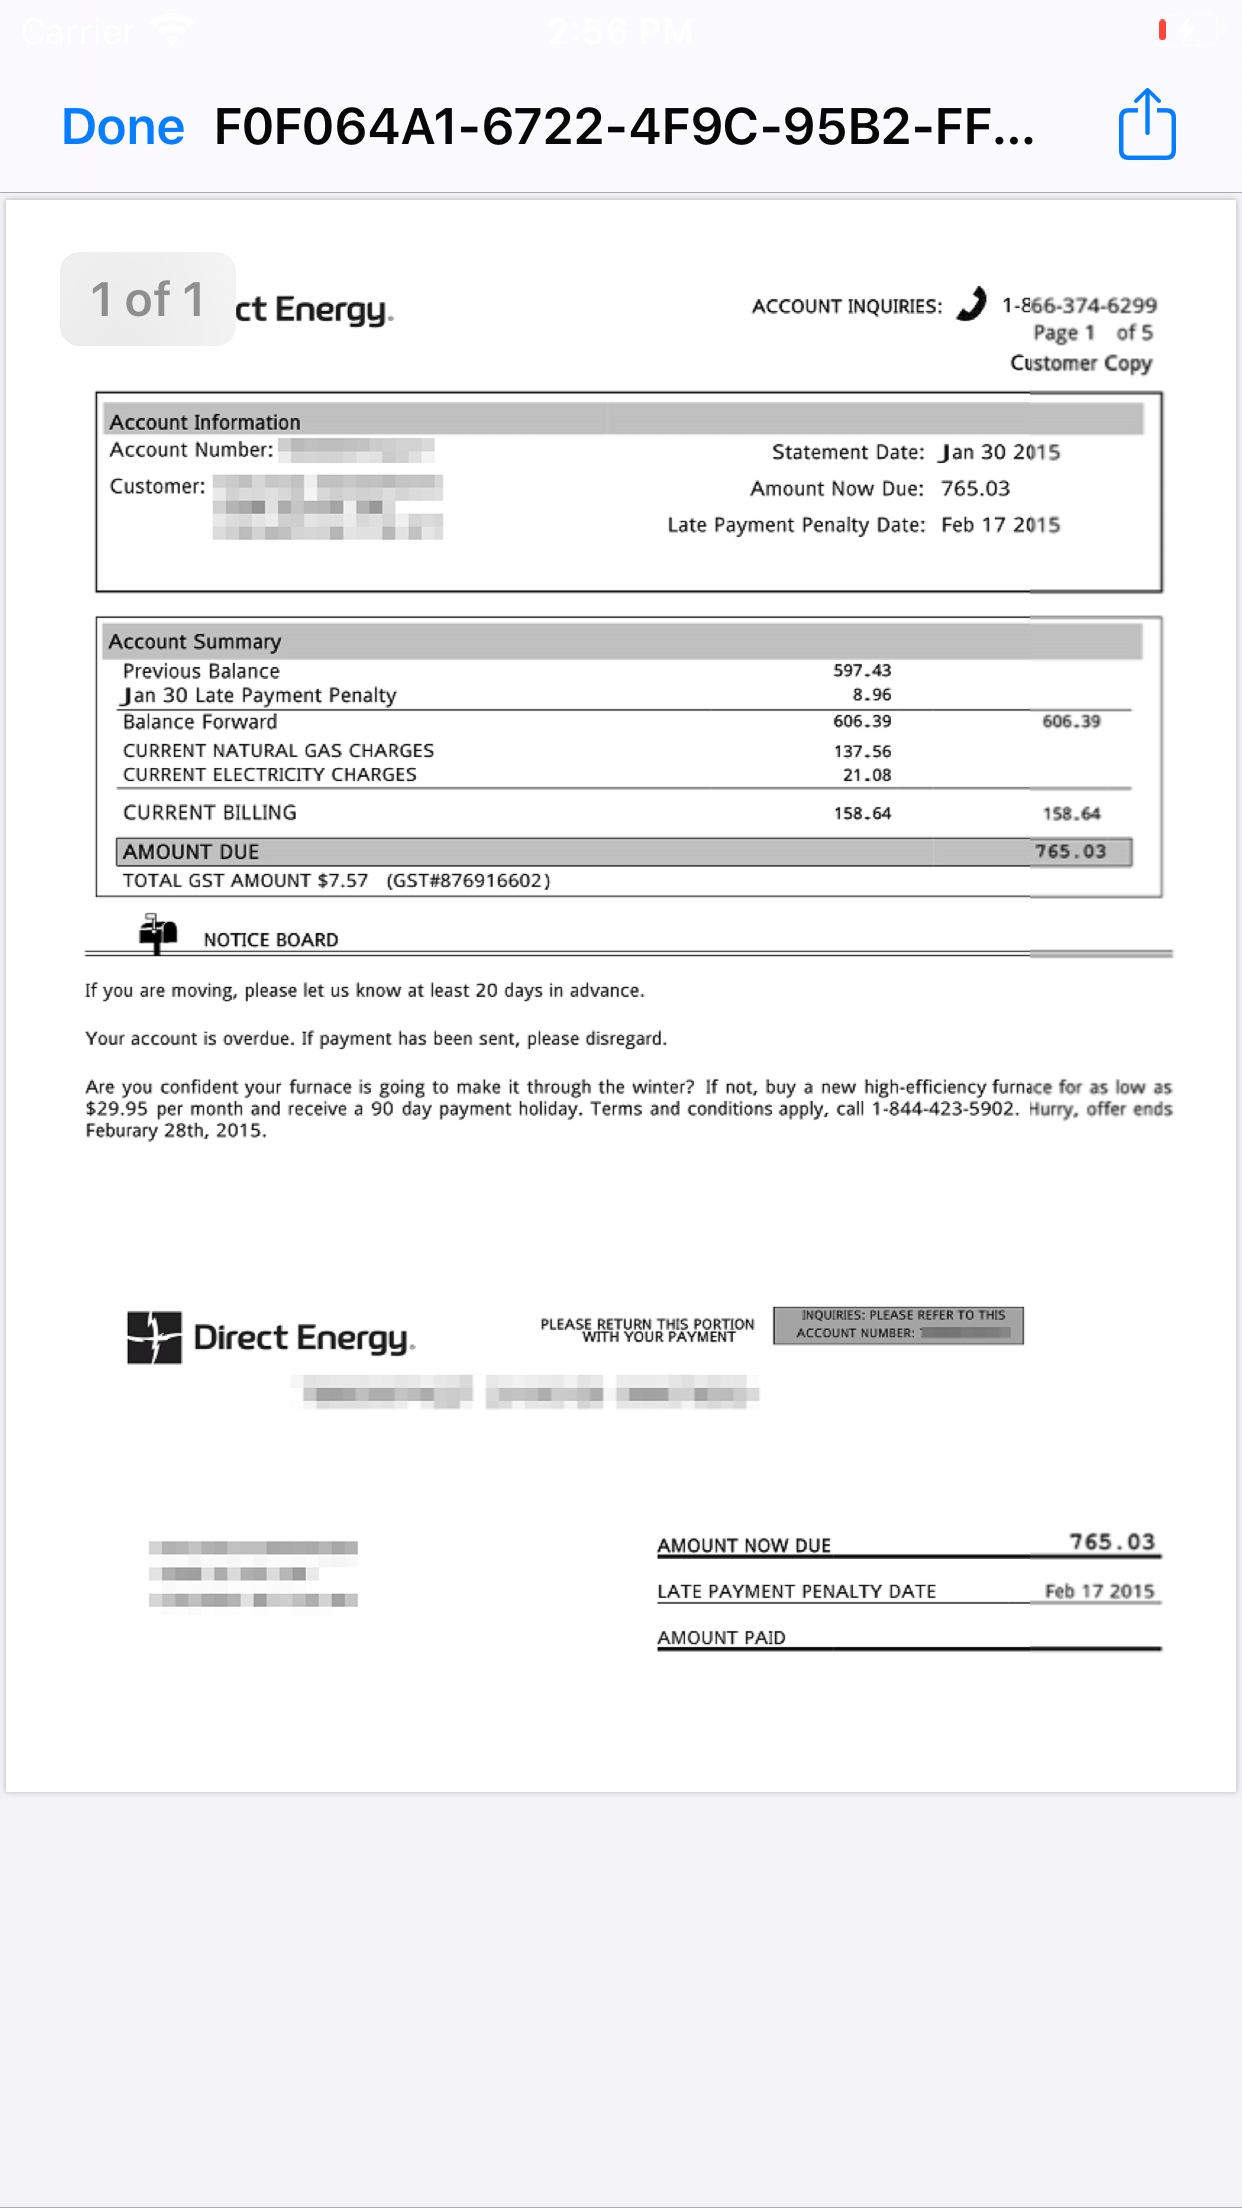 Carrier 2:56 PM
Done F0F064A1-6722-4F9C-95B2-FF...
1 of 1
ct Energy.
ACCOUNT INQUIRIES: 1-866-374-6299
Page 1 of 5
Customer Copy
Account Information
Account Number:
Customer:
Statement Date: Jan 30 2015
Amount Now Due: 765.03
Late Payment Penalty Date: Feb 17 2015
Account Summary
Previous Balance 597.43
Jan 30 Late Payment Penalty 8.96
Balance Forward 606.39 606.39
CURRENT NATURAL GAS CHARGES 137.56
CURRENT ELECTRICITY CHARGES 21.08
CURRENT BILLING 158.64 158.64
AMOUNT DUE 765.03
TOTAL GST AMOUNT $7.57 (GST#876916602)
NOTICE BOARD
If you are moving, please let us know at least 20 days in advance.
Your account is overdue. If payment has been sent, please disregard.
Are you confident your furnace is going to make it through the winter? If not, buy a new high-efficiency furnace for as low as
$29.95 per month and receive a 90 day payment holiday. Terms and conditions apply, call 1-844-423-5902. Hurry, offer ends
Feburary 28th, 2015.
Direct Energy.
PLEASE RETURN THIS PORTION
WITH YOUR PAYMENT
INQUIRIES: PLEASE REFER TO THIS
ACCOUNT NUMBER:
AMOUNT NOW DUE 765.03
LATE PAYMENT PENALTY DATE Feb 17 2015
AMOUNT PAID